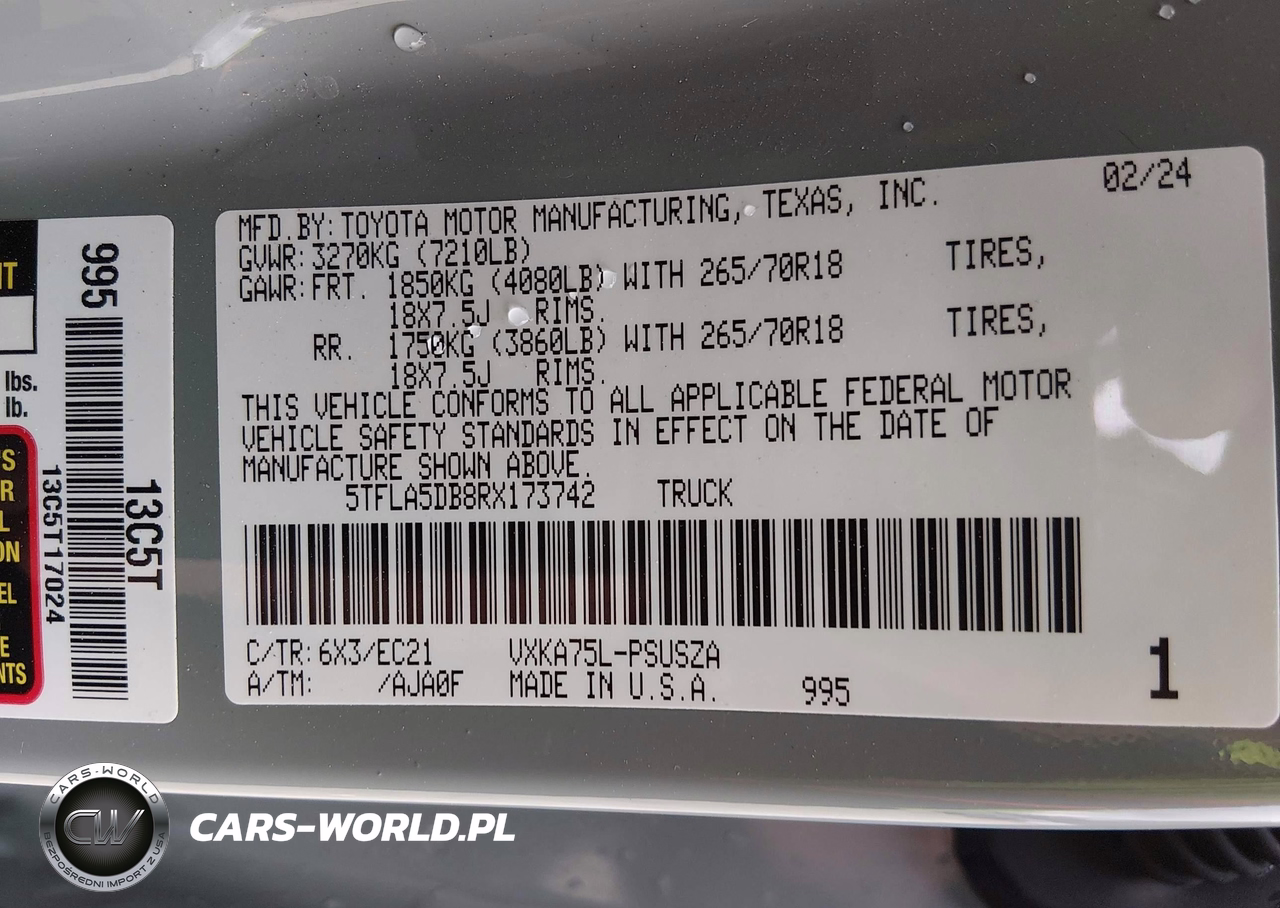 02/24
MFD.BY: TOYOTA MOTOR MANUFACTURING, TEXAS, INC.
GVWR: 3270KG (7210LB)
GAWR: FRT. 1850KG (4080LB) WITH 265/70R18 TIRES,
18X7.5J RIMS.
RR. 1750KG (3860LB) WITH 265/70R18 TIRES,
18X7.5J RIMS.
THIS VEHICLE CONFORMS TO ALL APPLICABLE FEDERAL MOTOR
VEHICLE SAFETY STANDARDS IN EFFECT ON THE DATE OF
MANUFACTURE SHOWN ABOVE.
5TFLA5DB8RX173742 TRUCK
C/TR: 6X3/EC21 VXKA75L-PSUSZA
A/TM: /AJA0F MADE IN U.S.A. 995
1
995
13C5T
13C5T17024
lbs.
lb.
CARS-WORLD
CW
BEZPOŚREDNI IMPORT Z USA
CARS-WORLD.PL